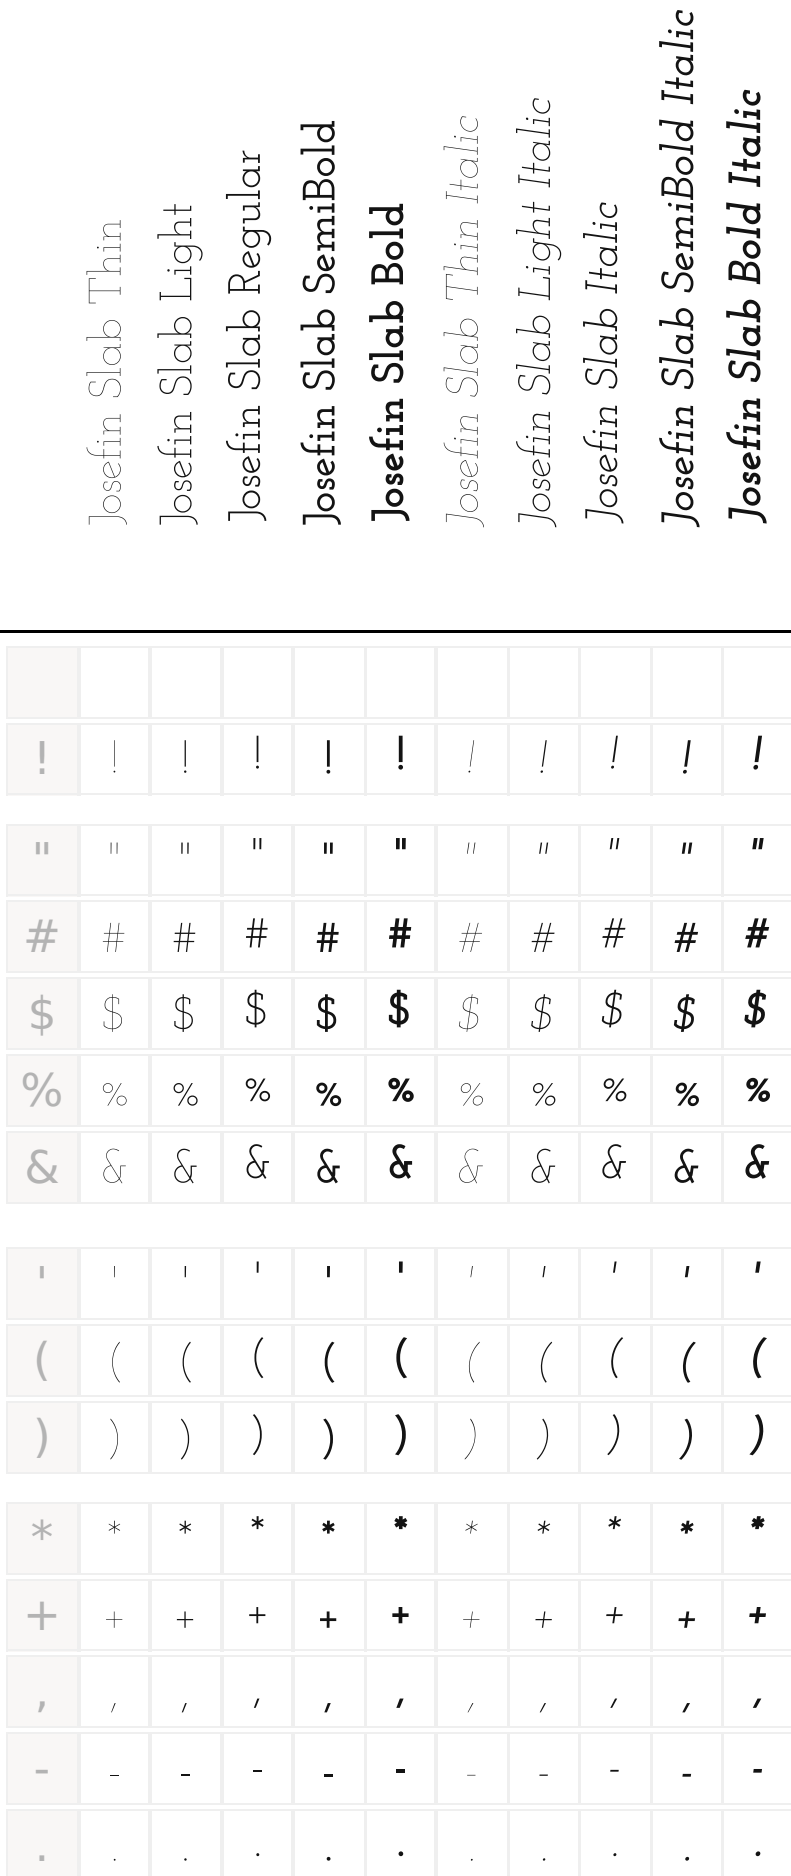 Josefin Slab Thin
Josefin Slab Light
Josefin Slab Regular
Josefin Slab SemiBold
Josefin Slab Bold
Josefin Slab Thin Italic
Josefin Slab Light Italic
Josefin Slab Italic
Josefin Slab SemiBold Italic
Josefin Slab Bold Italic
! ! ! ! ! ! ! ! ! ! !
" " " " " " " " " " "
# # # # # # # # # # #
$ $ $ $ $ $ $ $ $ $ $
% % % % % % % % % % %
& & & & & & & & & & &
' ' ' ' ' ' ' ' ' ' '
( ( ( ( ( ( ( ( ( ( (
) ) ) ) ) ) ) ) ) ) )
* * * * * * * * * * *
+ + + + + + + + + + +
, , , , , , , , , , ,
- - - - - - - - - - -
. . . . . . . . . . .